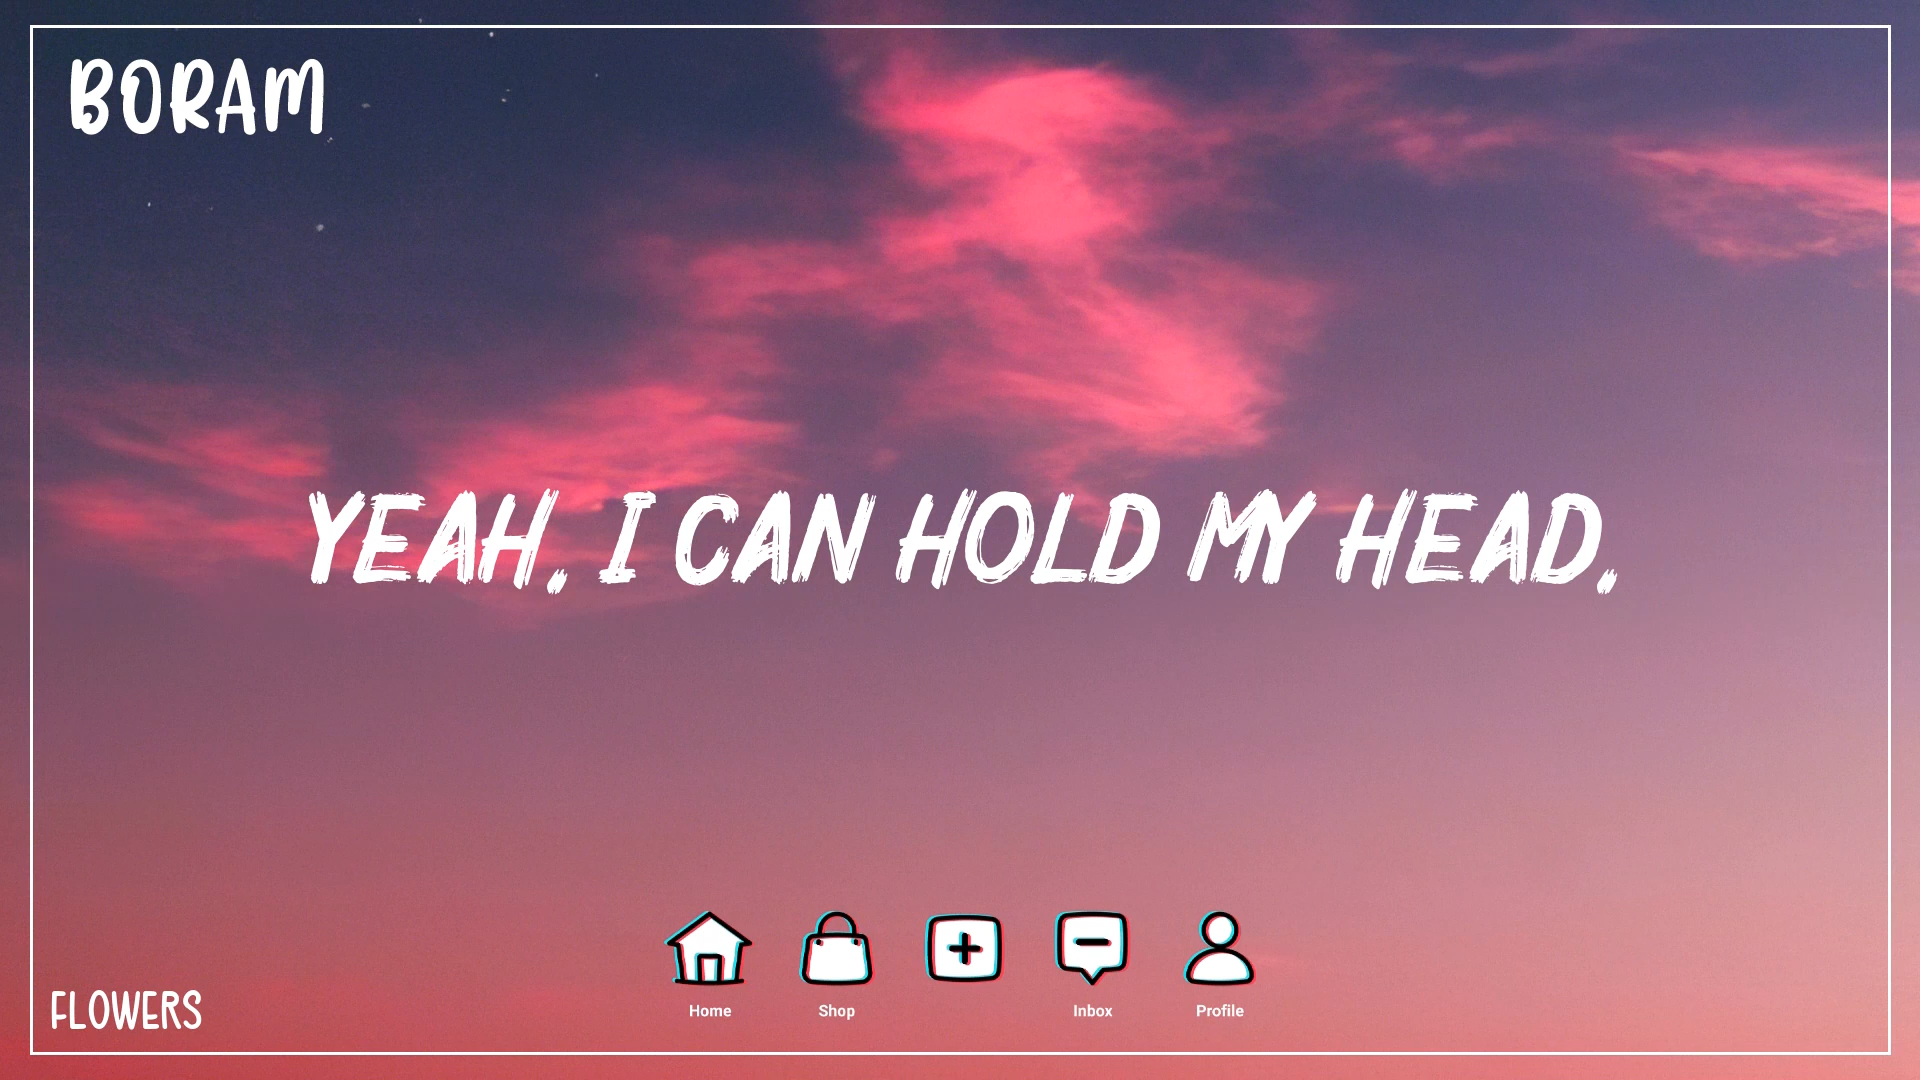 BORAM
YEAH, I CAN HOLD MY HEAD,
FLOWERS
Home
Shop
Inbox
Profile